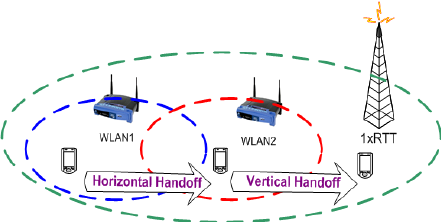 WLAN1
WLAN2
1xRTT
Horizontal Handoff
Vertical Handoff